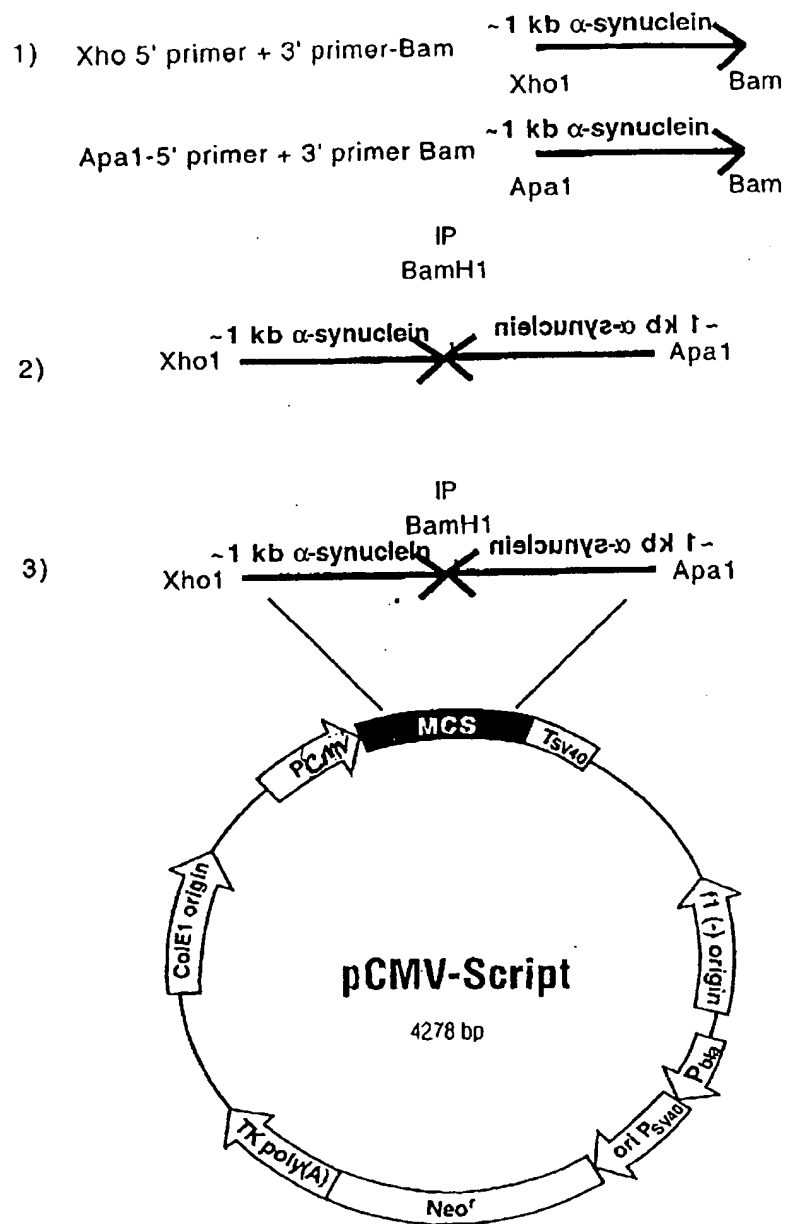 1) Xho 5' primer + 3' primer-Bam
~1 kb α-synuclein
Xho1 Bam
Apa1-5' primer + 3' primer Bam
~1 kb α-synuclein
Apa1 Bam
IP
BamH1
2) Xho1 ~1 kb α-synuclein ~1 kb α-synuclein Apa1
IP
BamH1
3) Xho1 ~1 kb α-synuclein ~1 kb α-synuclein Apa1
MCS
PCMV
TSV40
ColE1 origin
f1 (-) origin
pCMV-Script
4278 bp
Pbla
ori PSV40
TK poly(A)
Neoʳ